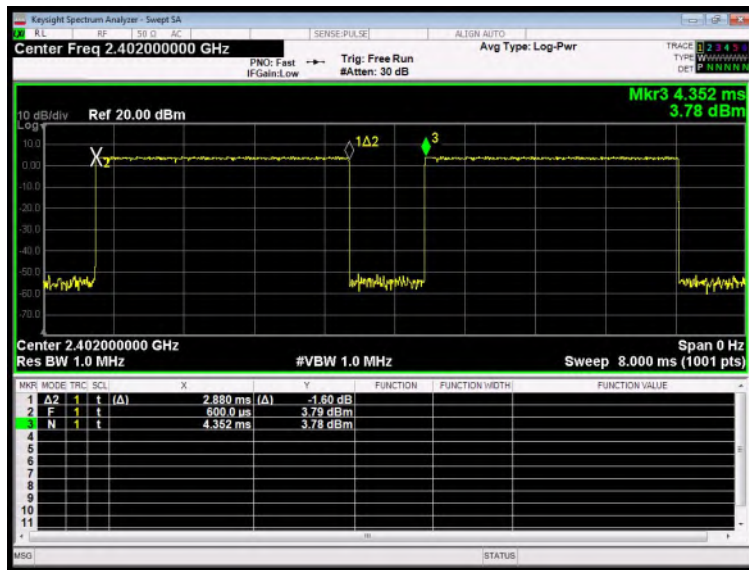 Keysight Spectrum Analyzer - Swept SA
RL RF 50 Ω AC SENSE:PULSE ALIGN AUTO
Center Freq 2.402000000 GHz
Avg Type: Log-Pwr
TRACE 1 2 3 4 5 6
PNO: Fast Trig: Free Run
TYPE W
IFGain:Low #Atten: 30 dB
DET P N N N N N
Mkr3 4.352 ms
3.78 dBm
10 dB/div Ref 20.00 dBm
Log
10.0
1Δ2
3
0.00
2
-10.0
-20.0
-30.0
-40.0
-50.0
-60.0
-70.0
Center 2.402000000 GHz Span 0 Hz
Res BW 1.0 MHz #VBW 1.0 MHz Sweep 8.000 ms (1001 pts)
MKR MODE TRC SCL X Y FUNCTION FUNCTION WIDTH FUNCTION VALUE
1 Δ2 1 t (Δ) 2.880 ms (Δ) -1.60 dB
2 F 1 t 600.0 µs 3.79 dBm
3 N 1 t 4.352 ms 3.78 dBm
4
5
6
7
8
9
10
11
MSG STATUS